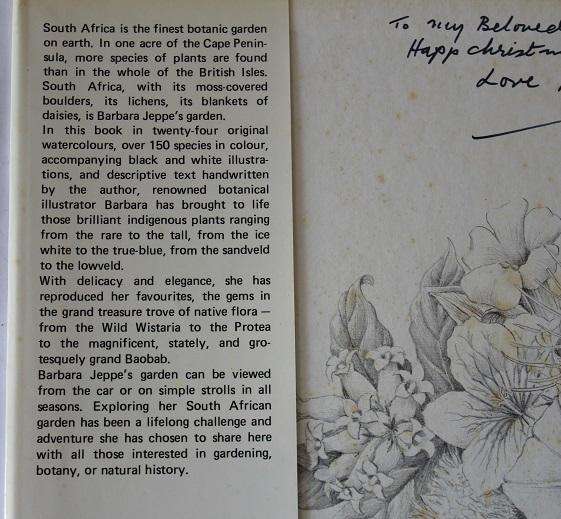 South Africa is the finest botanic garden
on earth. In one acre of the Cape Penin-
sula, more species of plants are found
than in the whole of the British Isles.
South Africa, with its moss-covered
boulders, its lichens, its blankets of
daisies, is Barbara Jeppe's garden.
In this book in twenty-four original
watercolours, over 150 species in colour,
accompanying black and white illustra-
tions, and descriptive text handwritten
by the author, renowned botanical
illustrator Barbara has brought to life
those brilliant indigenous plants ranging
from the rare to the tall, from the ice
white to the true-blue, from the sandveld
to the lowveld.
With delicacy and elegance, she has
reproduced her favourites, the gems in
the grand treasure trove of native flora —
from the Wild Wistaria to the Protea
to the magnificent, stately, and gro-
tesquely grand Baobab.
Barbara Jeppe's garden can be viewed
from the car or on simple strolls in all
seasons. Exploring her South African
garden has been a lifelong challenge and
adventure she has chosen to share here
with all those interested in gardening,
botany, or natural history.
To my Beloved
Happ christm
Love